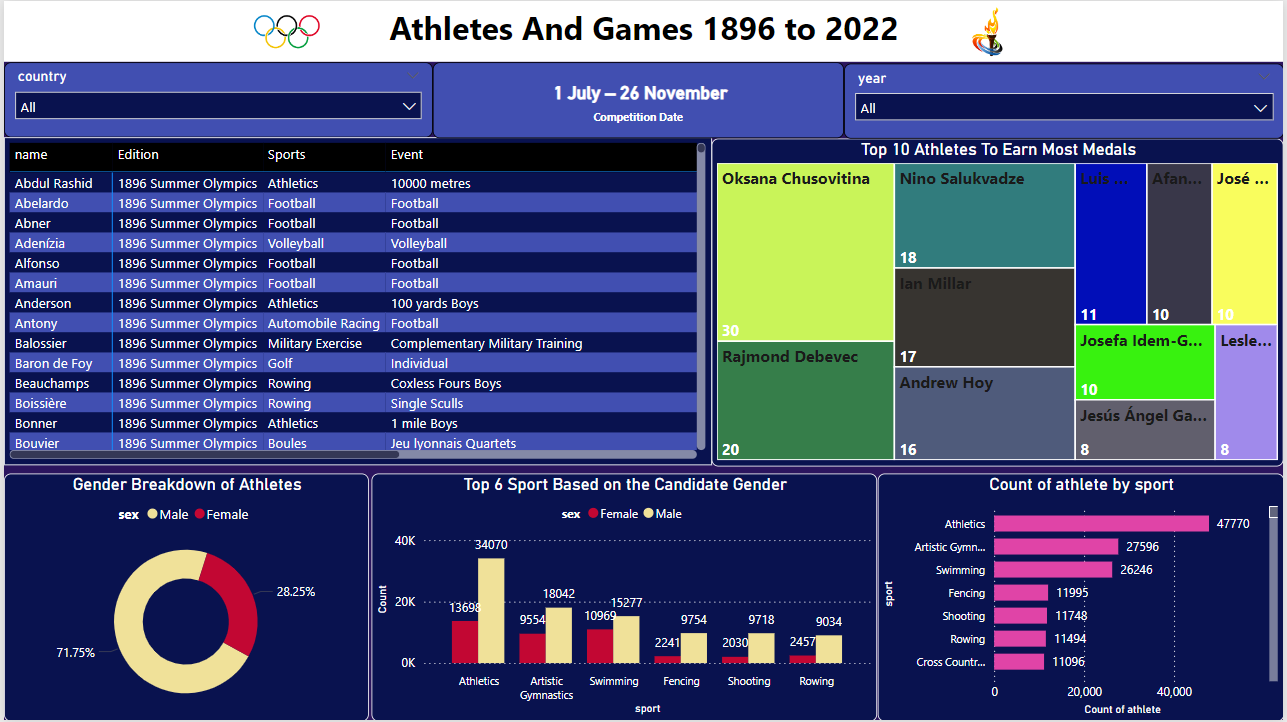 Athletes And Games 1896 to 2022
country
All
1 July – 26 November
Competition Date
year
All
name Edition Sports Event
Abdul Rashid 1896 Summer Olympics Athletics 10000 metres
Abelardo 1896 Summer Olympics Football Football
Abner 1896 Summer Olympics Football Football
Adenízia 1896 Summer Olympics Volleyball Volleyball
Alfonso 1896 Summer Olympics Football Football
Amauri 1896 Summer Olympics Football Football
Anderson 1896 Summer Olympics Athletics 100 yards Boys
Antony 1896 Summer Olympics Automobile Racing Football
Balossier 1896 Summer Olympics Military Exercise Complementary Military Training
Baron de Foy 1896 Summer Olympics Golf Individual
Beauchamps 1896 Summer Olympics Rowing Coxless Fours Boys
Boissière 1896 Summer Olympics Rowing Single Sculls
Bonner 1896 Summer Olympics Athletics 1 mile Boys
Bouvier 1896 Summer Olympics Boules Jeu lyonnais Quartets
Top 10 Athletes To Earn Most Medals
Oksana Chusovitina
30
Rajmond Debevec
20
Nino Salukvadze
18
Ian Millar
17
Andrew Hoy
16
Luis ...
11
Afan...
10
José ...
10
Josefa Idem-G...
10
Jesús Ángel Ga...
8
Lesle...
8
Gender Breakdown of Athletes
sex Male Female
28.25%
71.75%
Top 6 Sport Based on the Candidate Gender
sex Female Male
Count
40K
20K
0K
13698 34070
9554 18042
10969 15277
2241 9754
2030 9718
2457 9034
Athletics
Artistic
Gymnastics
Swimming
Fencing
Shooting
Rowing
sport
Count of athlete by sport
sport
Athletics 47770
Artistic Gymn... 27596
Swimming 26246
Fencing 11995
Shooting 11748
Rowing 11494
Cross Countr... 11096
0 20,000 40,000
Count of athlete